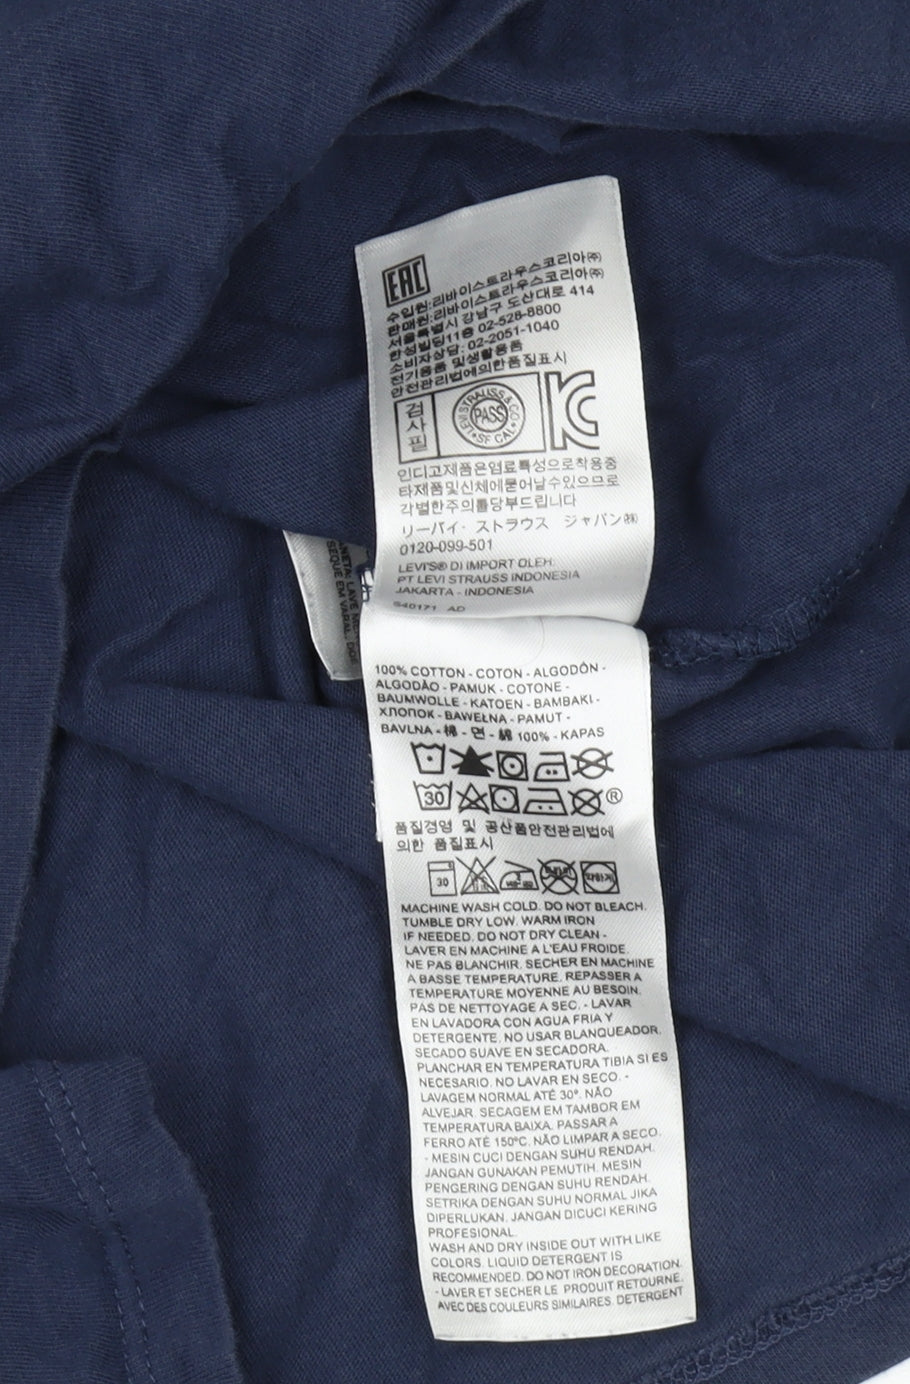 EAC
수입원:리바이스트라우스코리아㈜
판매원:리바이스트라우스코리아㈜
서울특별시 강남구 도산대로 414
한성빌딩11층 02-528-8800
소비자상담: 02-2051-1040
전기용품 및생활용품
안전관리법에의한품질표시
검사필
LEVI STRAUSS & CO
PASS
SF CAL
KC
인디고제품은염료특성으로착용중
타제품및신체에묻어날수있으므로
각별한주의를당부드립니다
リーバイ・ストラウス ジャパン㈱
0120-099-501
LEVI'S® DI IMPORT OLEH:
PT LEVI STRAUSS INDONESIA
JAKARTA - INDONESIA
S40171 AD
100% COTTON - COTON - ALGODÓN -
ALGODÃO - PAMUK - COTONE -
BAUMWOLLE - KATOEN - BAMBAKI -
ХЛОПОК - BAWEŁNA - PAMUT -
BAVLNA - 棉 - 면 - 綿 100% - KAPAS
30 ®
품질경영 및 공산품안전관리법에
의한 품질표시
30
MACHINE WASH COLD. DO NOT BLEACH.
TUMBLE DRY LOW. WARM IRON
IF NEEDED. DO NOT DRY CLEAN -
LAVER EN MACHINE A L'EAU FROIDE.
NE PAS BLANCHIR. SECHER EN MACHINE
A BASSE TEMPERATURE. REPASSER A
TEMPERATURE MOYENNE AU BESOIN.
PAS DE NETTOYAGE A SEC. - LAVAR
EN LAVADORA CON AGUA FRIA Y
DETERGENTE. NO USAR BLANQUEADOR.
SECADO SUAVE EN SECADORA.
PLANCHAR EN TEMPERATURA TIBIA SI ES
NECESARIO. NO LAVAR EN SECO. -
LAVAGEM NORMAL ATÉ 30º. NÃO
ALVEJAR. SECAGEM EM TAMBOR EM
TEMPERATURA BAIXA. PASSAR A
FERRO ATÉ 150ºC. NÃO LIMPAR A SECO.
- MESIN CUCI DENGAN SUHU RENDAH.
JANGAN GUNAKAN PEMUTIH. MESIN
PENGERING DENGAN SUHU RENDAH.
SETRIKA DENGAN SUHU NORMAL JIKA
DIPERLUKAN. JANGAN DICUCI KERING
PROFESIONAL.
WASH AND DRY INSIDE OUT WITH LIKE
COLORS. LIQUID DETERGENT IS
RECOMMENDED. DO NOT IRON DECORATION.
- LAVER ET SECHER LE PRODUIT RETOURNE,
AVEC DES COULEURS SIMILAIRES. DETERGENT